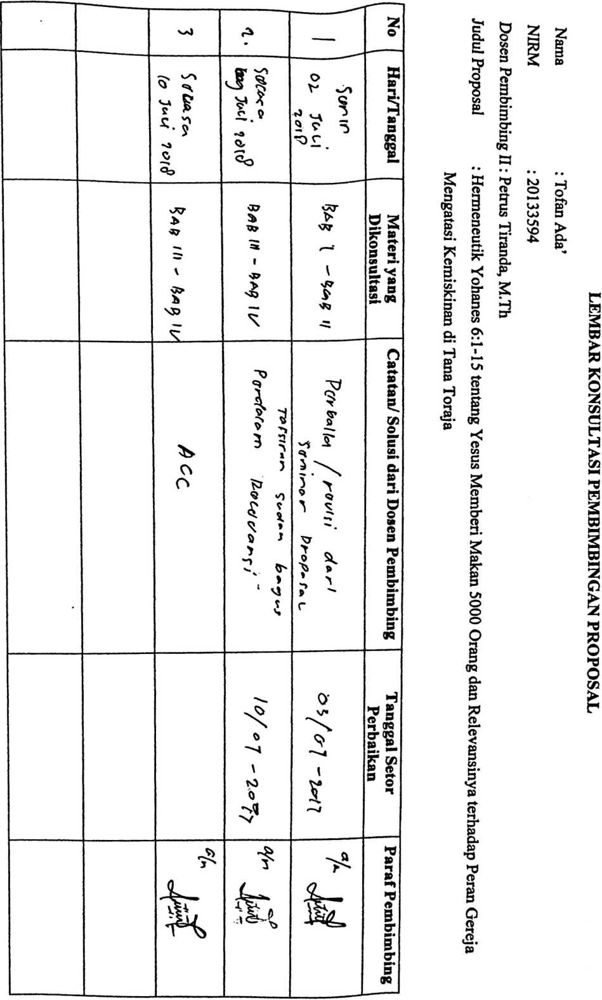 LEMBAR KONSULTASI PEMBIMBINGAN PROPOSAL
Nama : Tofan Ada'
NIRM : 20133594
Dosen Pembimbing II : Petrus Tiranda, M.Th
Judul Proposal : Hermeneutik Yohanes 6:1-15 tentang Yesus Memberi Makan 5000 Orang dan Relevansinya terhadap Peran Gereja
Mengatasi Kemiskinan di Tana Toraja
No Hari/Tanggal Materi yang Dikonsultasi Catatan/ Solusi dari Dosen Pembimbing Tanggal Setor Perbaikan Paraf Pembimbing
1 Senin
02 Juli
2018
BAB I - BAB II
/ revisi dari
Seminar Proposal
03/07-2017
a/n
2.
Juli 2018
BAB III - BAB IV
Tafsiran sudah bagus
Perdalam Relevansi
10/07-2017
a/n
3 Selasa
10 Juli 2018
BAB III - BAB IV
ACC
a/n